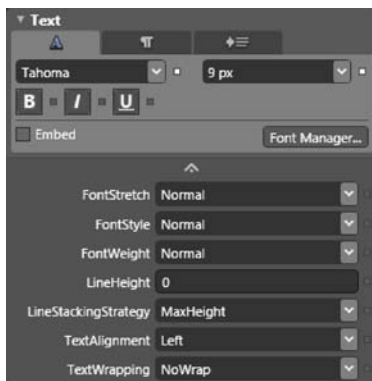 Text
A ¶
Tahoma 9 px
B I U
Embed Font Manager...
FontStretch Normal
FontStyle Normal
FontWeight Normal
LineHeight 0
LineStackingStrategy MaxHeight
TextAlignment Left
TextWrapping NoWrap